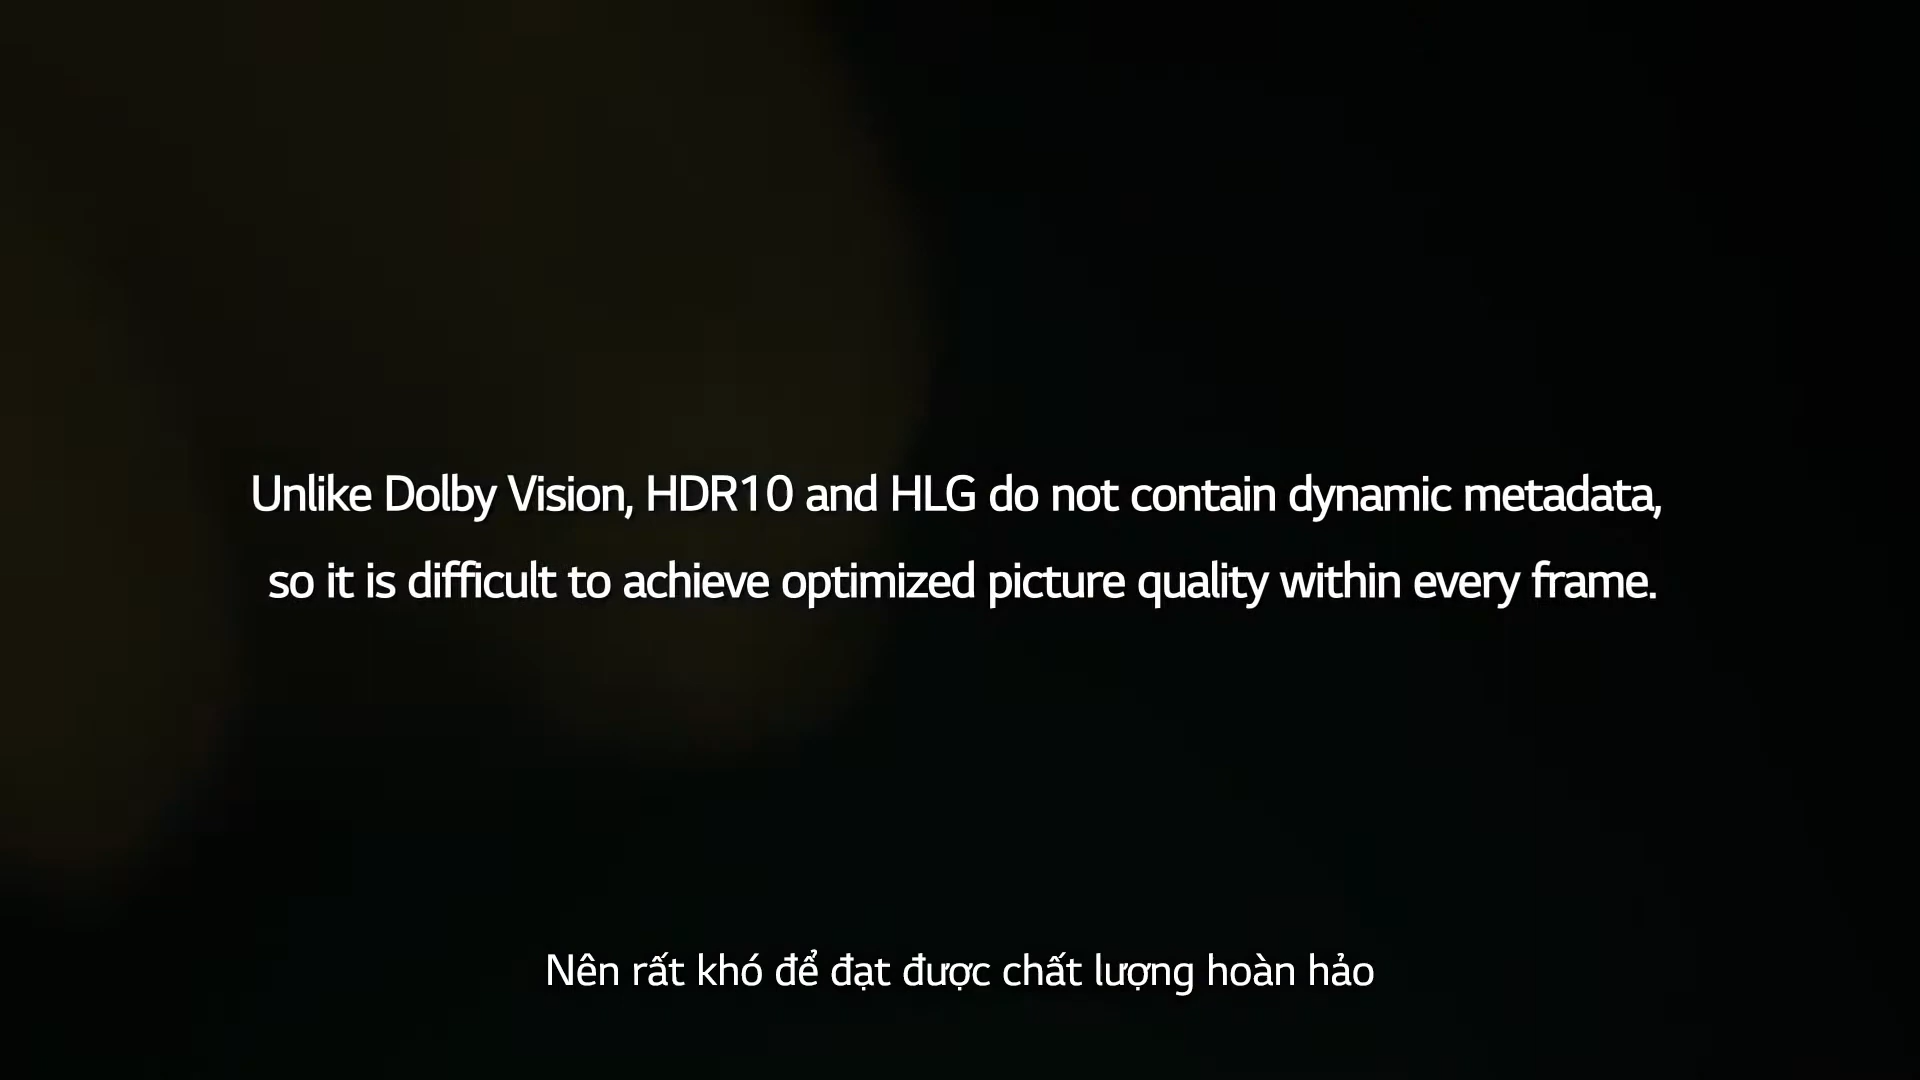 Unlike Dolby Vision, HDR10 and HLG do not contain dynamic metadata,
so it is difficult to achieve optimized picture quality within every frame.
Nên rất khó để đạt được chất lượng hoàn hảo